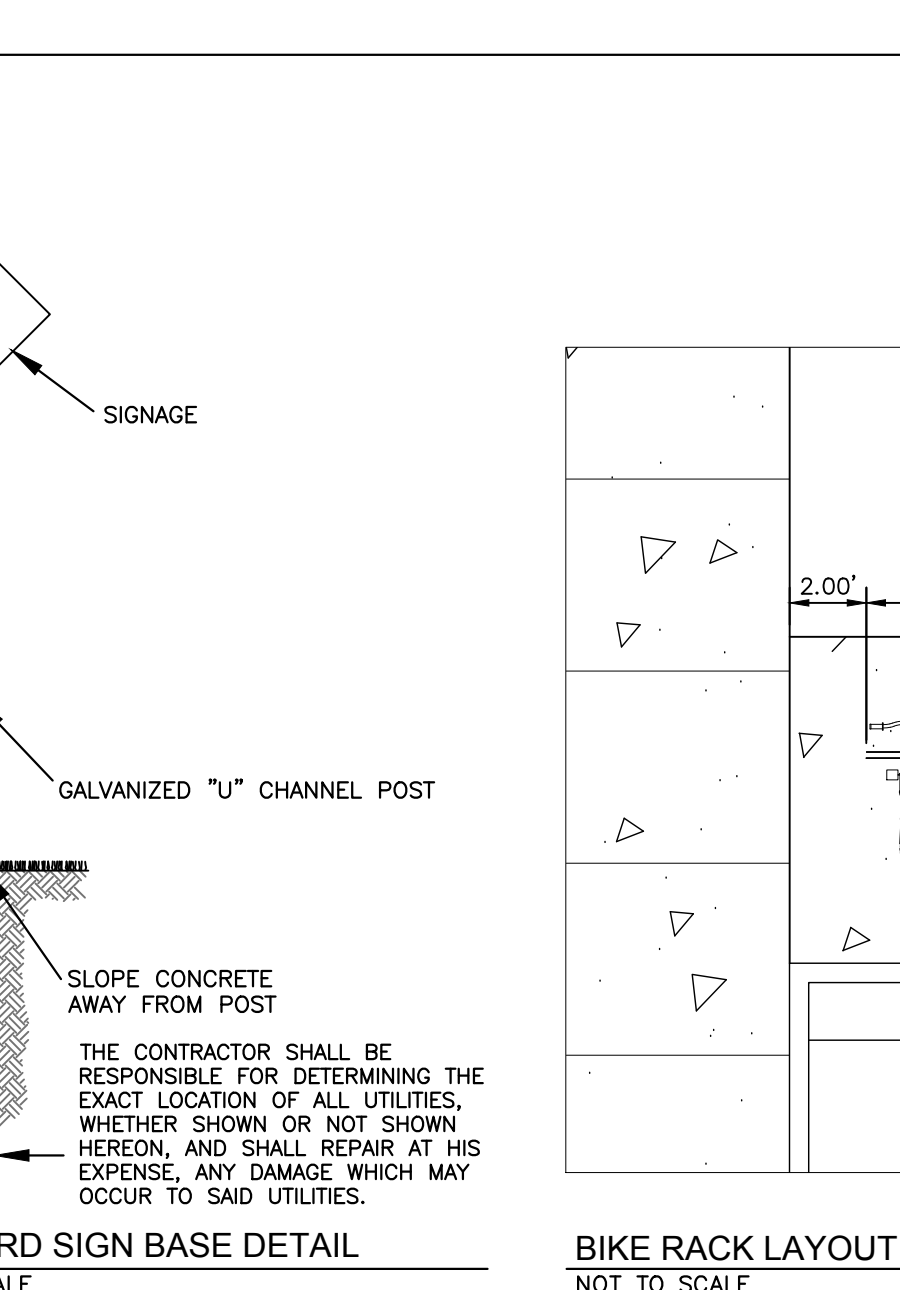 SIGNAGE
2.00'
GALVANIZED "U" CHANNEL POST
SLOPE CONCRETE
AWAY FROM POST
THE CONTRACTOR SHALL BE
RESPONSIBLE FOR DETERMINING THE
EXACT LOCATION OF ALL UTILITIES,
WHETHER SHOWN OR NOT SHOWN
HEREON, AND SHALL REPAIR AT HIS
EXPENSE, ANY DAMAGE WHICH MAY
OCCUR TO SAID UTILITIES.
SIGN BASE DETAIL
BIKE RACK LAYOUT
NOT TO SCALE